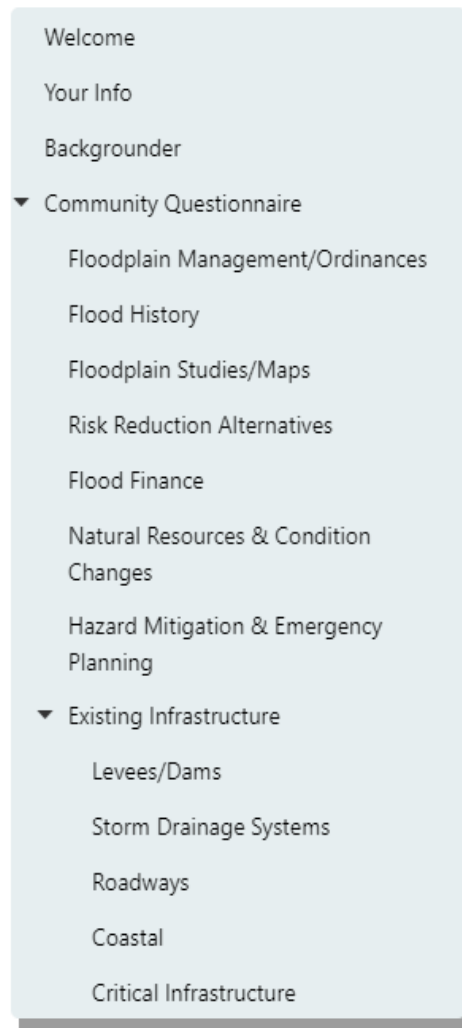 Welcome
Your Info
Backgrounder
Community Questionnaire
Floodplain Management/Ordinances
Flood History
Floodplain Studies/Maps
Risk Reduction Alternatives
Flood Finance
Natural Resources & Condition
Changes
Hazard Mitigation & Emergency
Planning
Existing Infrastructure
Levees/Dams
Storm Drainage Systems
Roadways
Coastal
Critical Infrastructure